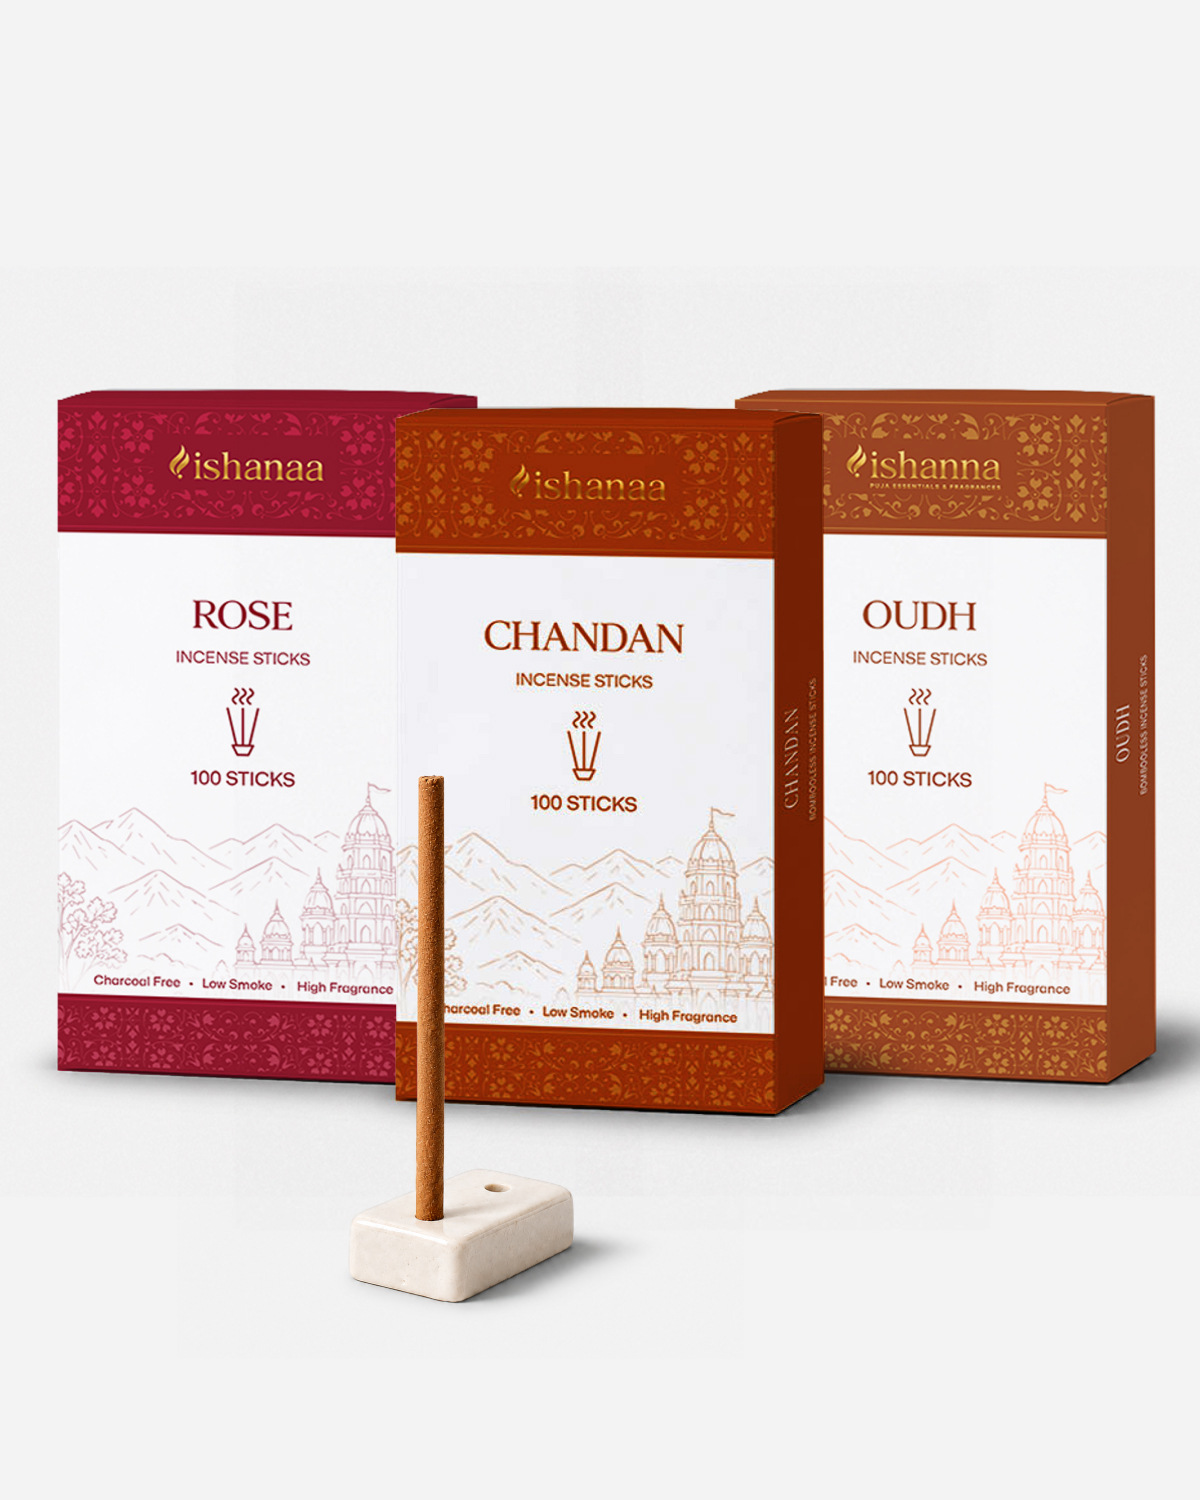 ishanaa
ROSE
INCENSE STICKS
100 STICKS
Charcoal Free • Low Smoke • High Fragrance
ishanaa
CHANDAN
INCENSE STICKS
100 STICKS
harcoal Free • Low Smoke • High Fragrance
CHANDAN
BOMBOOLESS INCENSE STICKS
ishanna
PUJA ESSENTIALS & FRAGRANCES
OUDH
INCENSE STICKS
100 STICKS
l Free • Low Smoke • High Fragrance
OUDH
BOMBOOLESS INCENSE STICKS